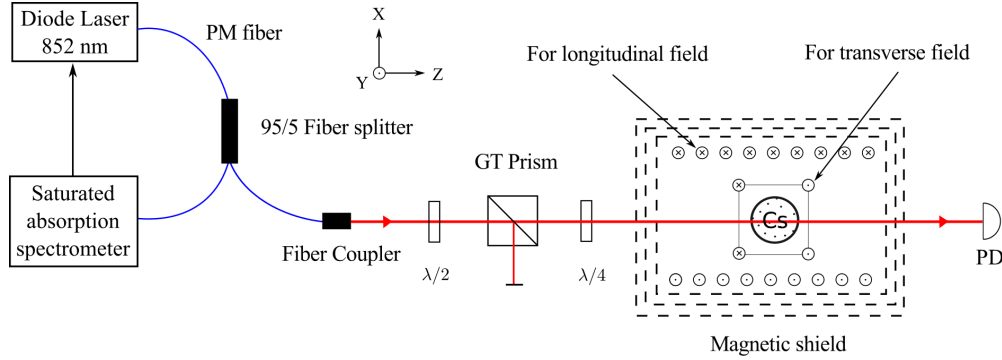 Diode Laser
852 nm
PM fiber
X
Y
Z
For longitudinal field
For transverse field
95/5 Fiber splitter
GT Prism
Saturated
absorption
spectrometer
Cs
Fiber Coupler
λ/2
λ/4
PD
Magnetic shield